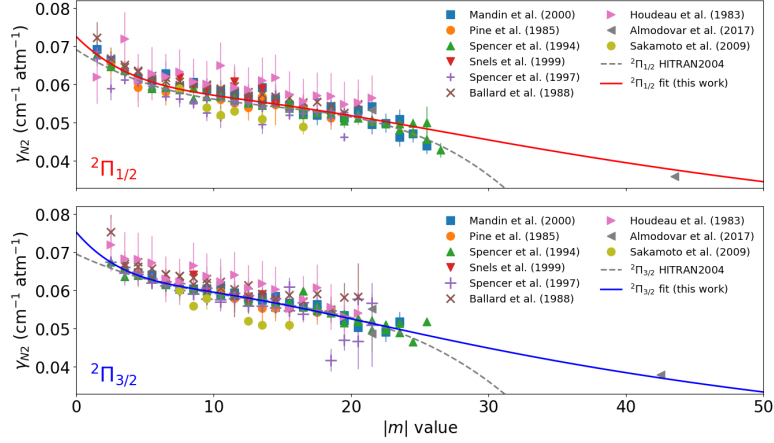 0.08
0.07
0.06
0.05
0.04
γN2 (cm⁻¹ atm⁻¹)
Mandin et al. (2000)
Pine et al. (1985)
Spencer et al. (1994)
Snels et al. (1999)
Spencer et al. (1997)
Ballard et al. (1988)
Houdeau et al. (1983)
Almodovar et al. (2017)
Sakamoto et al. (2009)
²Π1/2 HITRAN2004
²Π1/2 fit (this work)
²Π1/2
0.08
0.07
0.06
0.05
0.04
γN2 (cm⁻¹ atm⁻¹)
Mandin et al. (2000)
Pine et al. (1985)
Spencer et al. (1994)
Snels et al. (1999)
Spencer et al. (1997)
Ballard et al. (1988)
Houdeau et al. (1983)
Almodovar et al. (2017)
Sakamoto et al. (2009)
²Π3/2 HITRAN2004
²Π3/2 fit (this work)
²Π3/2
0 10 20 30 40 50
|m| value